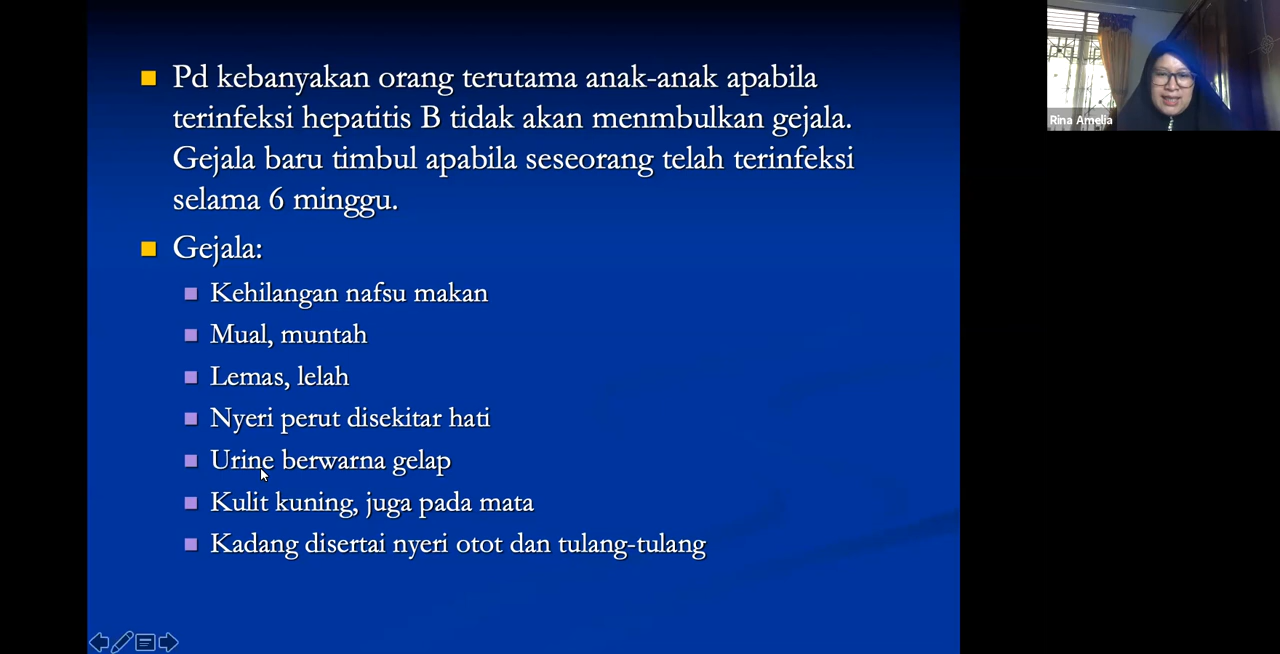 Pd kebanyakan orang terutama anak-anak apabila
terinfeksi hepatitis B tidak akan menmbulkan gejala.
Gejala baru timbul apabila seseorang telah terinfeksi
selama 6 minggu.
Gejala:
Kehilangan nafsu makan
Mual, muntah
Lemas, lelah
Nyeri perut disekitar hati
Urine berwarna gelap
Kulit kuning, juga pada mata
Kadang disertai nyeri otot dan tulang-tulang
Rina Amelia